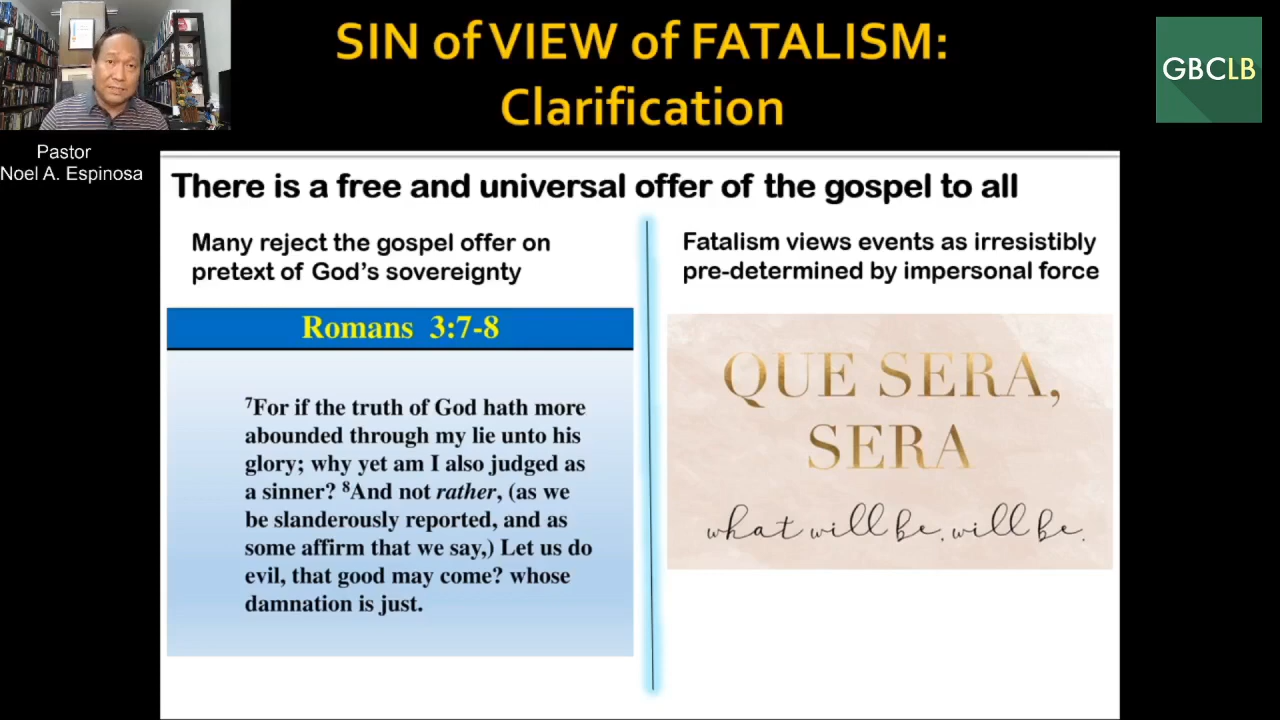 SIN of VIEW of FATALISM:
Clarification
GBCLB
Pastor
Noel A. Espinosa
There is a free and universal offer of the gospel to all
Many reject the gospel offer on
pretext of God's sovereignty
Romans 3:7-8
⁷For if the truth of God hath more
abounded through my lie unto his
glory; why yet am I also judged as
a sinner? ⁸And not rather, (as we
be slanderously reported, and as
some affirm that we say,) Let us do
evil, that good may come? whose
damnation is just.
Fatalism views events as irresistibly
pre-determined by impersonal force
QUE SERA,
SERA
what will be, will be.